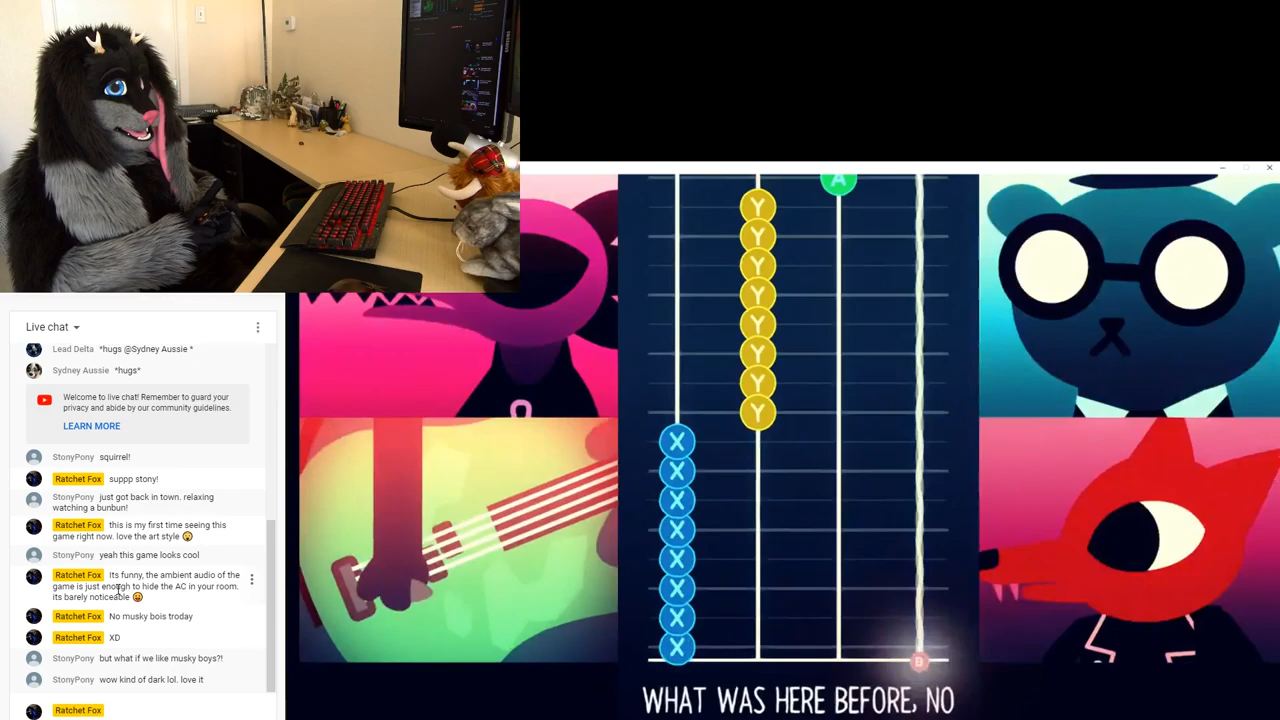 SAMSUNG
Live chat
Lead Delta *hugs @Sydney Aussie *
Sydney Aussie *hugs*
Welcome to live chat! Remember to guard your
privacy and abide by our community guidelines.
LEARN MORE
StonyPony squirrel!
Ratchet Fox suppp stony!
StonyPony just got back in town. relaxing
watching a bunbun!
Ratchet Fox this is my first time seeing this
game right now. love the art style
StonyPony yeah this game looks cool
Ratchet Fox Its funny, the ambient audio of the
game is just enough to hide the AC in your room.
Its barely noticeable
Ratchet Fox No musky bois troday
Ratchet Fox XD
StonyPony but what if we like musky boys?!
StonyPony wow kind of dark lol. love it
Ratchet Fox
A
Y
Y
Y
Y
Y
Y
Y
Y
X
X
X
X
X
X
X
X
B
WHAT WAS HERE BEFORE, NO